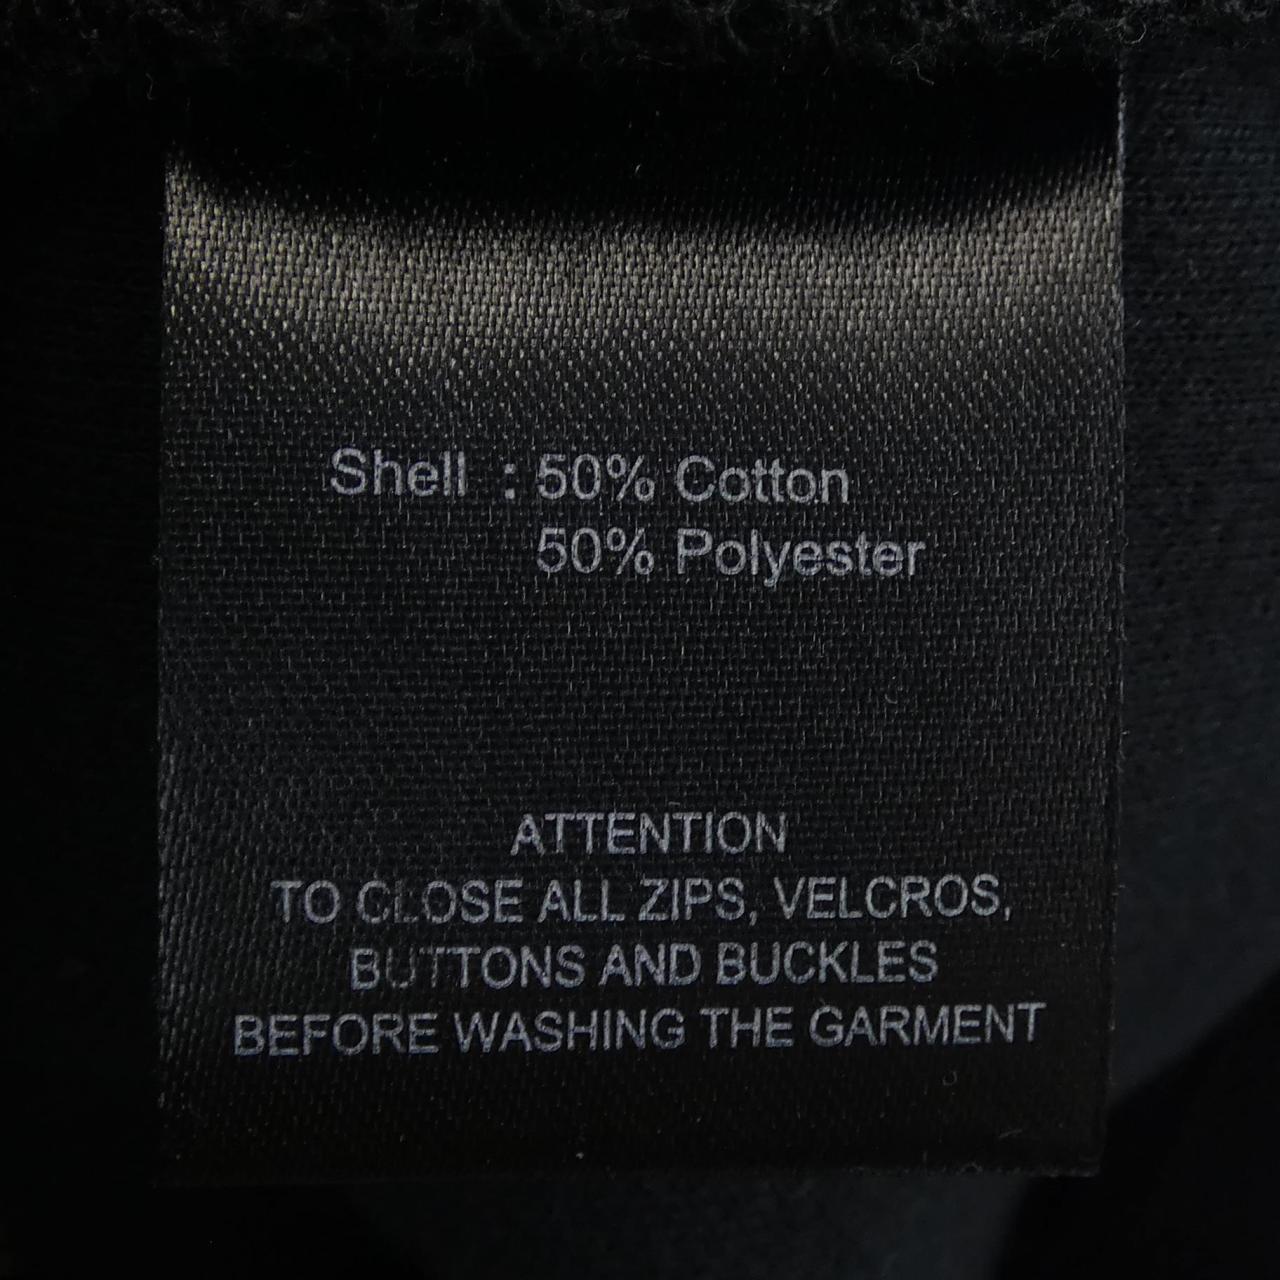 Shell : 50% Cotton
50% Polyester
ATTENTION
TO CLOSE ALL ZIPS, VELCROS,
BUTTONS AND BUCKLES
BEFORE WASHING THE GARMENT